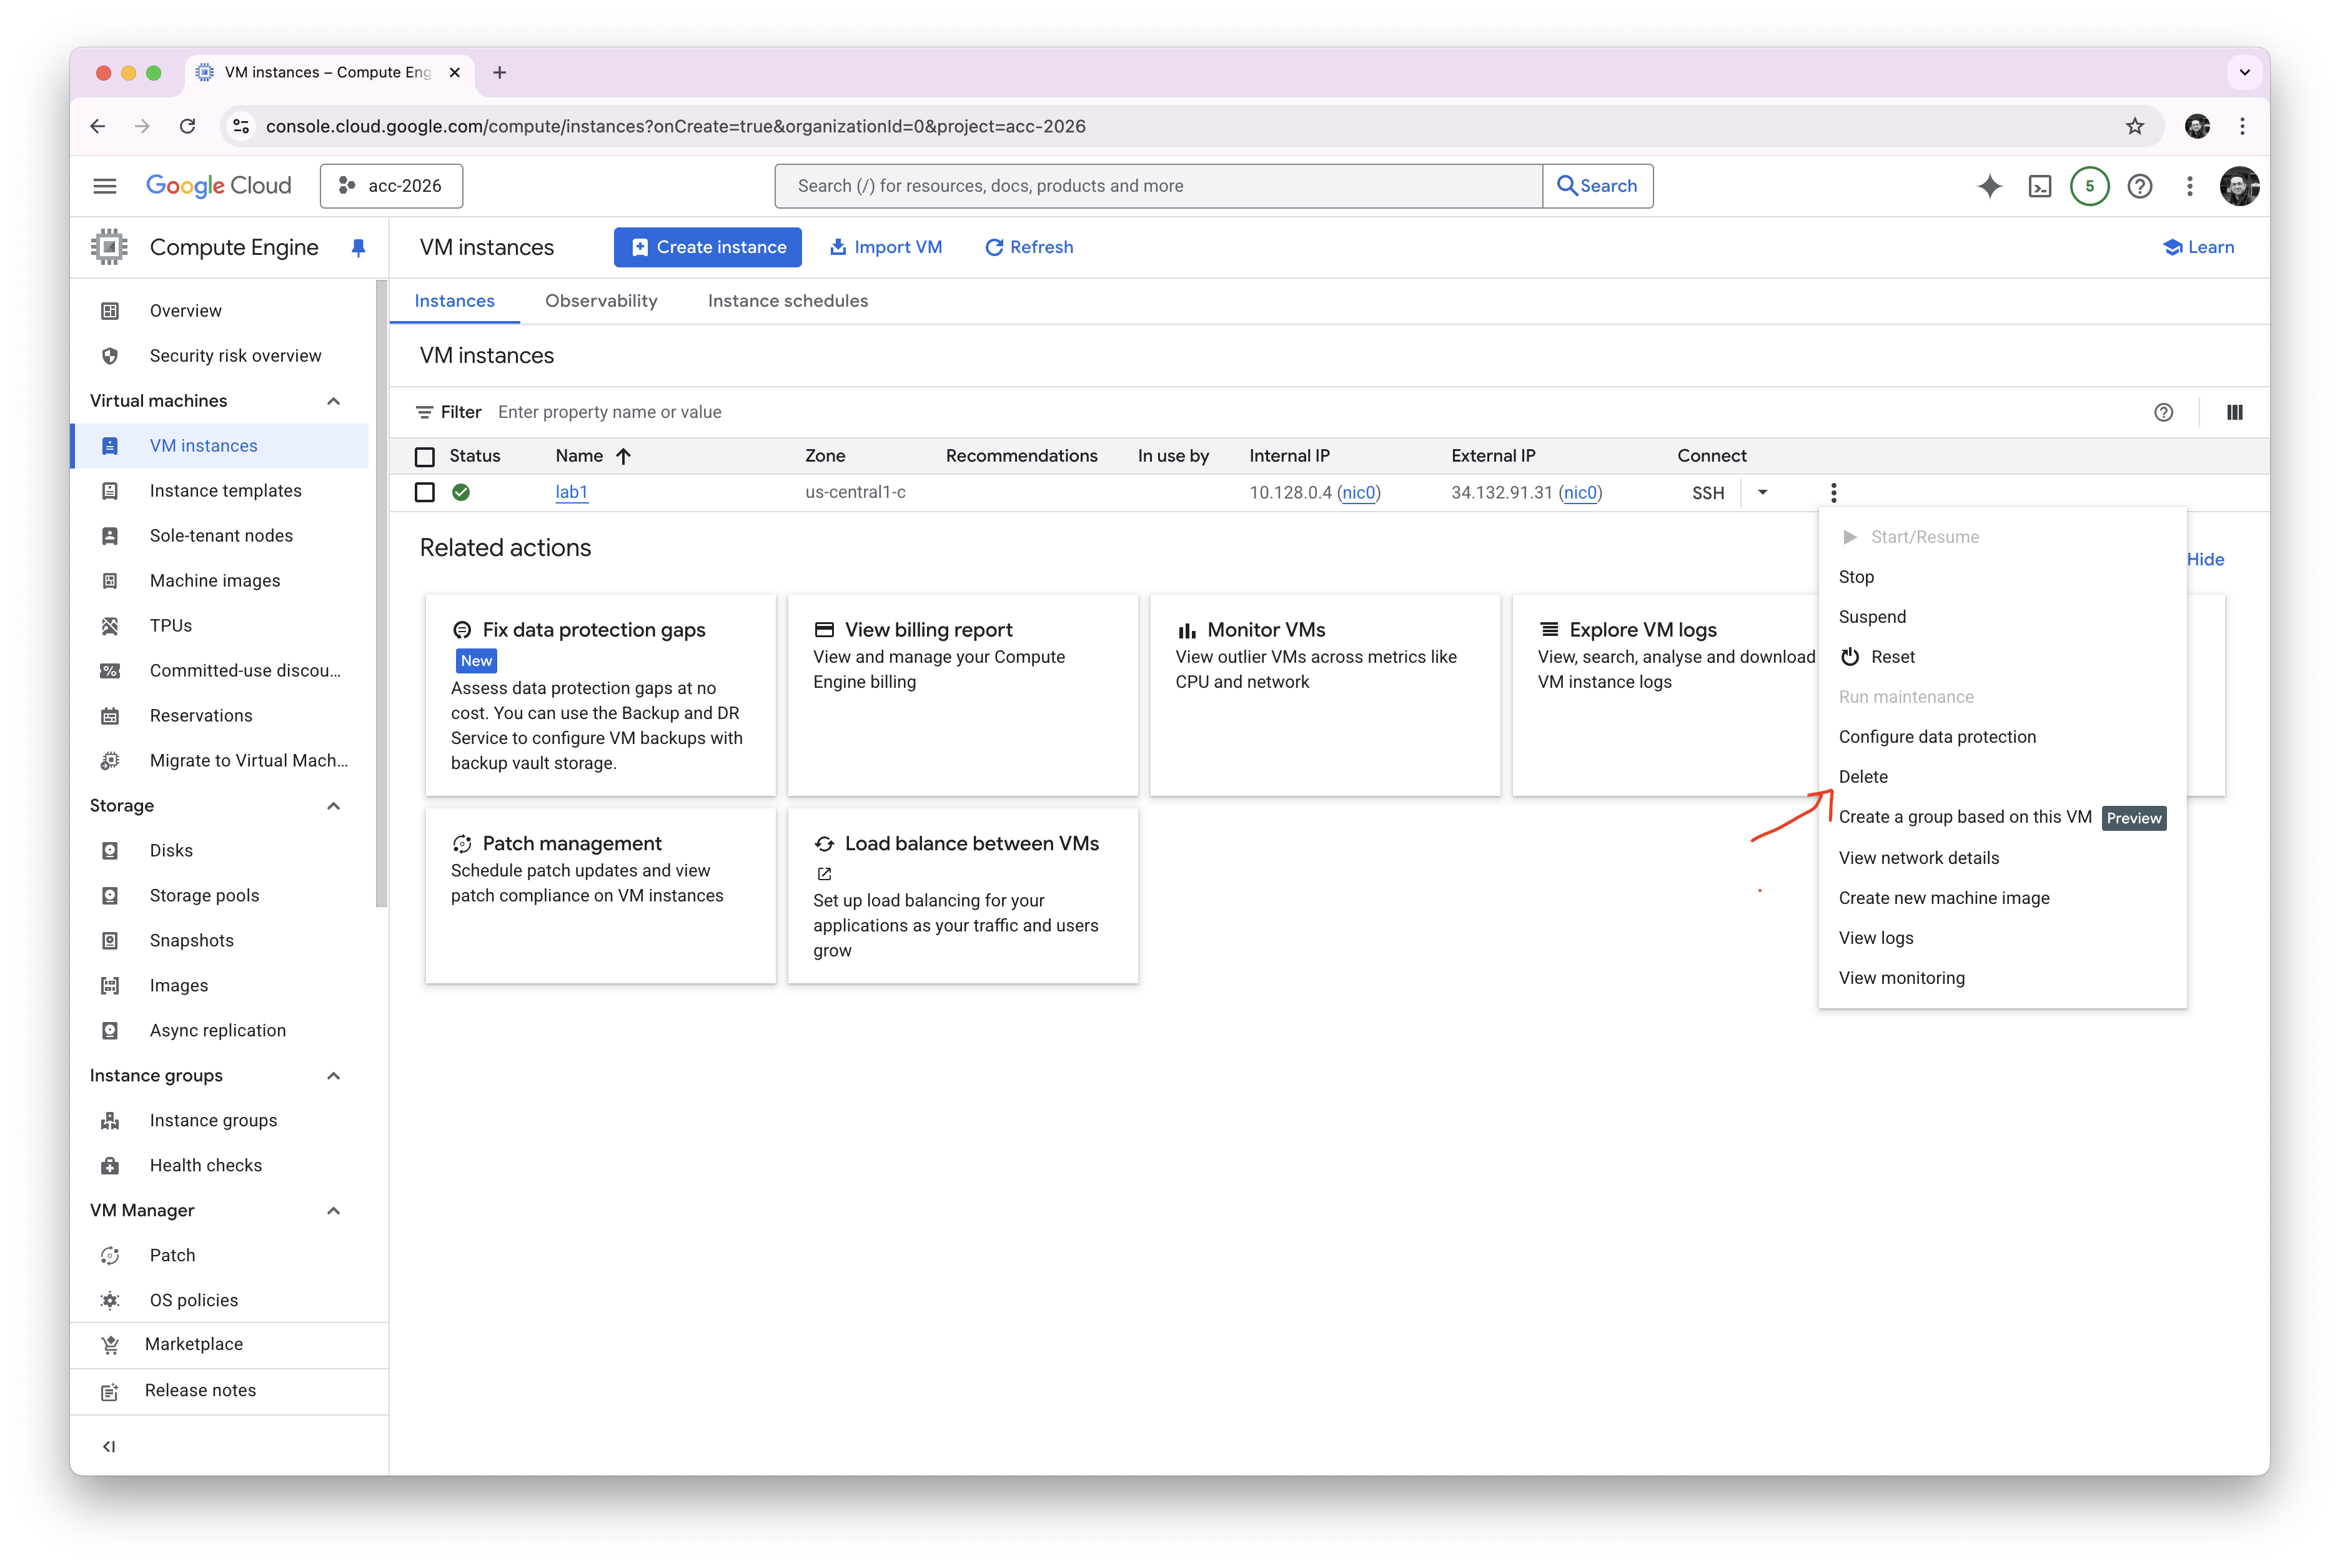 VM instances – Compute Eng
console.cloud.google.com/compute/instances?onCreate=true&organizationId=0&project=acc-2026
Google Cloud
acc-2026
Search (/) for resources, docs, products and more
Search
5
Compute Engine
VM instances
Create instance
Import VM
Refresh
Learn
Overview
Security risk overview
Virtual machines
VM instances
Instance templates
Sole-tenant nodes
Machine images
TPUs
Committed-use discou...
Reservations
Migrate to Virtual Mach...
Storage
Disks
Storage pools
Snapshots
Images
Async replication
Instance groups
Instance groups
Health checks
VM Manager
Patch
OS policies
Marketplace
Release notes
Instances
Observability
Instance schedules
VM instances
Filter Enter property name or value
Status Name Zone Recommendations In use by Internal IP External IP Connect
lab1 us-central1-c 10.128.0.4 (nic0) 34.132.91.31 (nic0) SSH
Related actions
Hide
Fix data protection gaps
New
Assess data protection gaps at no
cost. You can use the Backup and DR
Service to configure VM backups with
backup vault storage.
View billing report
View and manage your Compute
Engine billing
Monitor VMs
View outlier VMs across metrics like
CPU and network
Explore VM logs
View, search, analyse and download
VM instance logs
Patch management
Schedule patch updates and view
patch compliance on VM instances
Load balance between VMs
Set up load balancing for your
applications as your traffic and users
grow
Start/Resume
Stop
Suspend
Reset
Run maintenance
Configure data protection
Delete
Create a group based on this VM Preview
View network details
Create new machine image
View logs
View monitoring